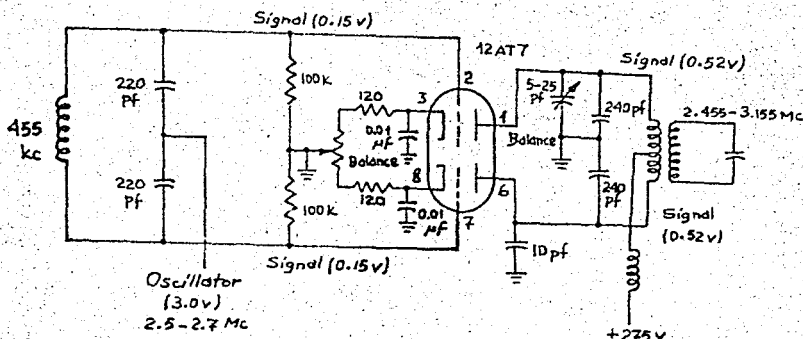 Signal (0.15v)
12AT7
2
Signal (0.52v)
220
Pf
100K
120
3
5-25
Pf
240pf
2.455-3.155 Mc
0.01
μf
1
Balance
455
kc
Balance
8
6
220
Pf
100K
120
0.01
μf
7
240
Pf
10pf
Signal
(0.52v)
Signal (0.15v)
Oscillator
(3.0v)
2.5-2.7 Mc
+275V